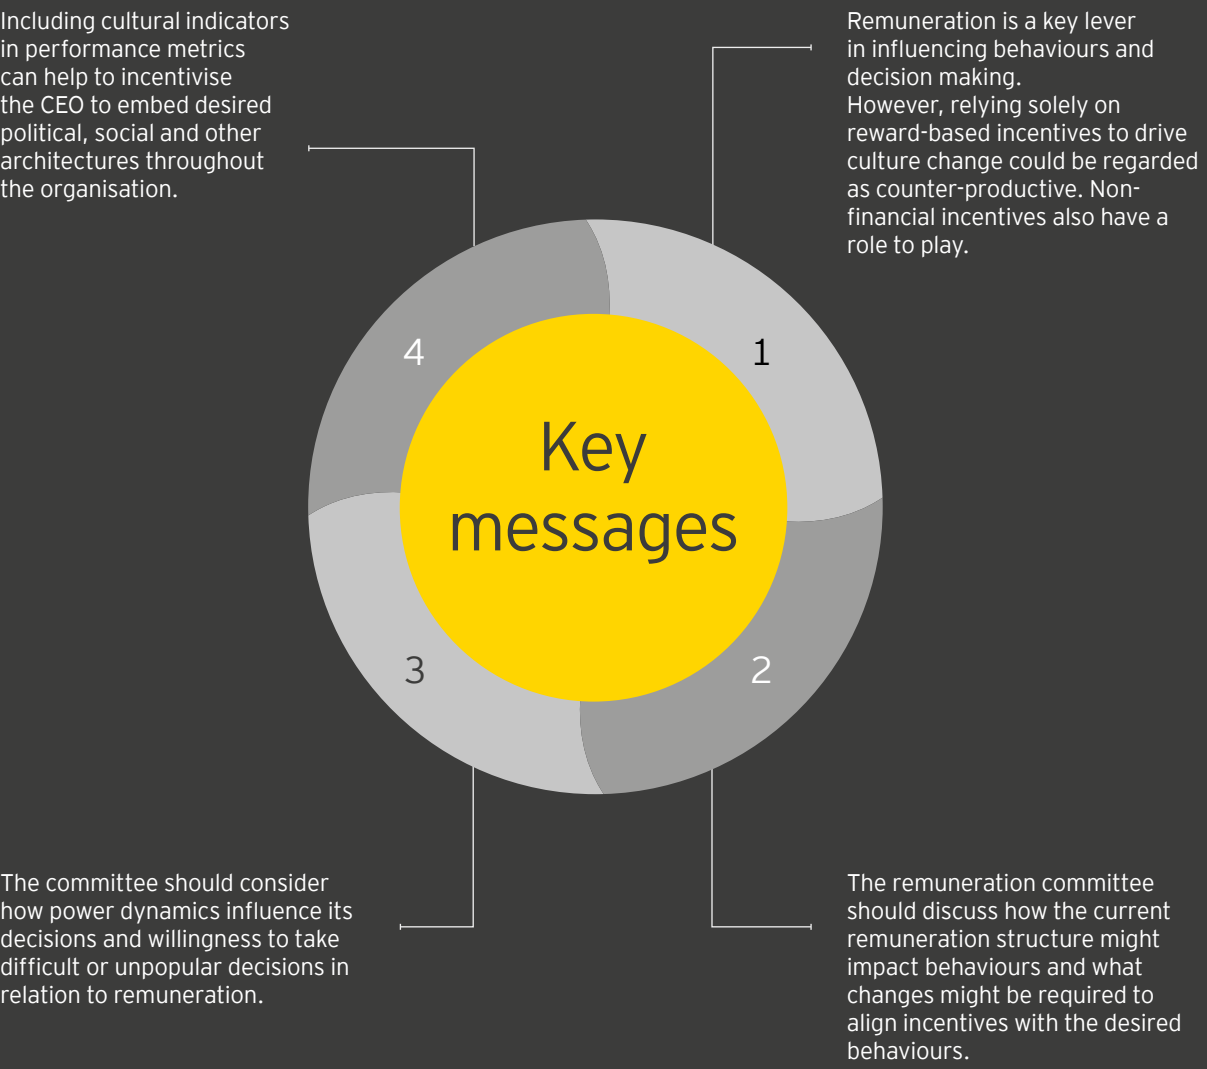 Key
messages
1
Remuneration is a key lever
in influencing behaviours and
decision making.
However, relying solely on
reward-based incentives to drive
culture change could be regarded
as counter-productive. Non-
financial incentives also have a
role to play.
2
The remuneration committee
should discuss how the current
remuneration structure might
impact behaviours and what
changes might be required to
align incentives with the desired
behaviours.
3
The committee should consider
how power dynamics influence its
decisions and willingness to take
difficult or unpopular decisions in
relation to remuneration.
4
Including cultural indicators
in performance metrics
can help to incentivise
the CEO to embed desired
political, social and other
architectures throughout
the organisation.